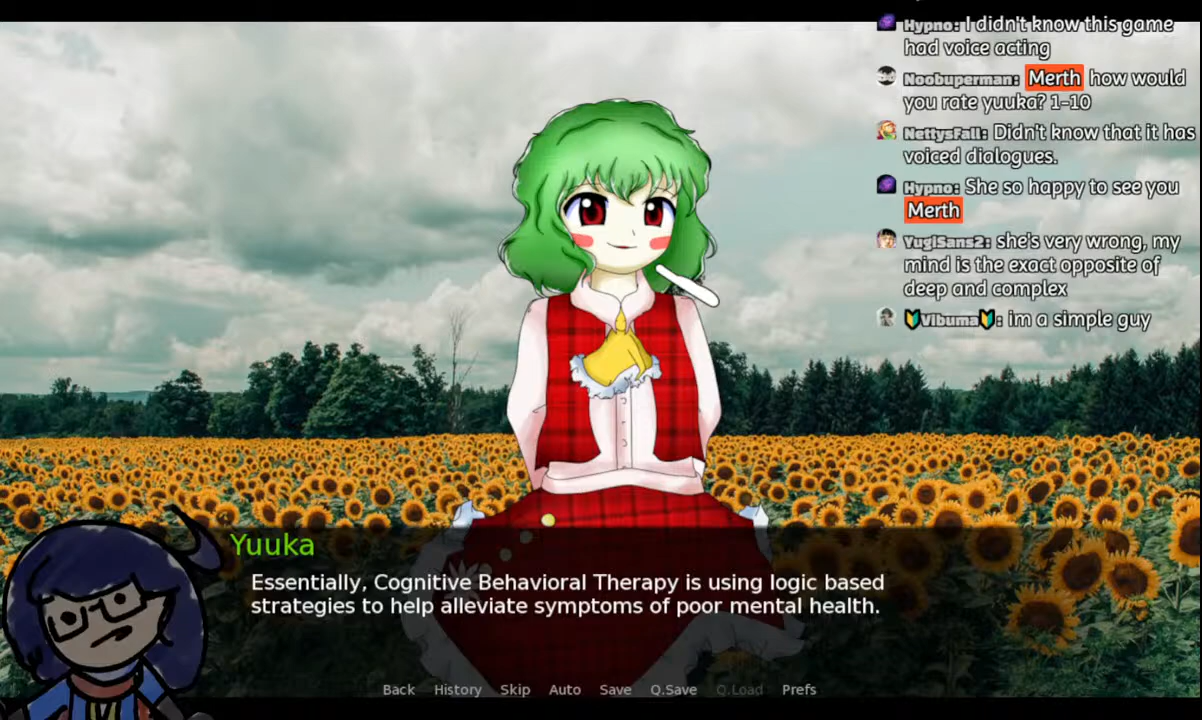 Hypno: I didn't know this game
had voice acting
Noobuperman: Merth how would
you rate yuuka? 1-10
NettysFall: Didn't know that it has
voiced dialogues.
Hypno: She so happy to see you
Merth
YugiSans2: she's very wrong, my
mind is the exact opposite of
deep and complex
🔰Vibuma🔰: im a simple guy
Yuuka
Essentially, Cognitive Behavioral Therapy is using logic based
strategies to help alleviate symptoms of poor mental health.
Back History Skip Auto Save Q.Save Q.Load Prefs